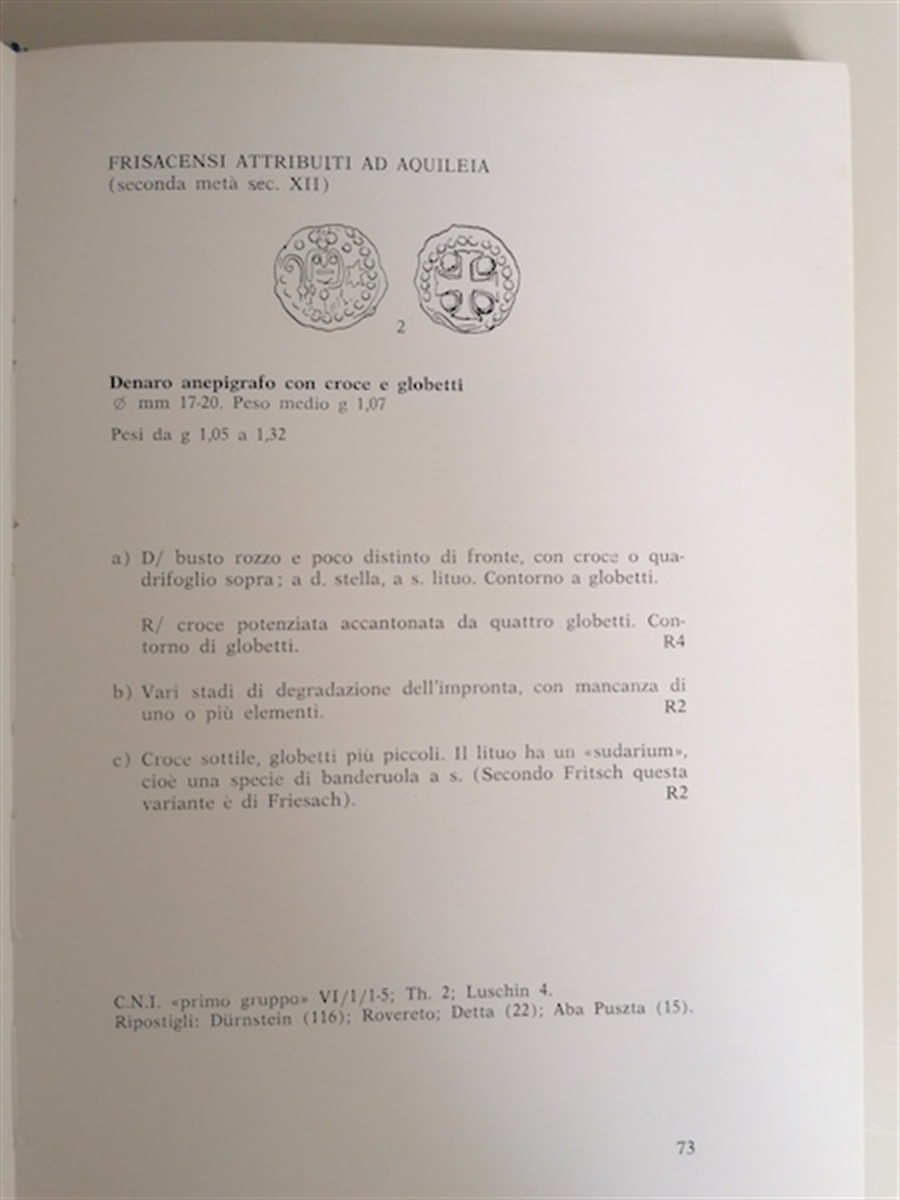 FRISACENSI ATTRIBUITI AD AQUILEIA
(seconda metà sec. XII)
2
Denaro anepigrafo con croce e globetti
∅ mm 17-20. Peso medio g 1,07
Pesi da g 1,05 a 1,32
a) D/ busto rozzo e poco distinto di fronte, con croce o qua-
drifoglio sopra; a d. stella, a s. lituo. Contorno a globetti.
R/ croce potenziata accantonata da quattro globetti. Con-
torno di globetti. R4
b) Vari stadi di degradazione dell'impronta, con mancanza di
uno o più elementi. R2
c) Croce sottile, globetti più piccoli. Il lituo ha un «sudarium»,
cioè una specie di banderuola a s. (Secondo Fritsch questa
variante è di Friesach). R2
C.N.I. «primo gruppo» VI/1/1-5; Th. 2; Luschin 4.
Ripostigli: Dürnstein (116); Rovereto; Detta (22); Aba Puszta (15).
73